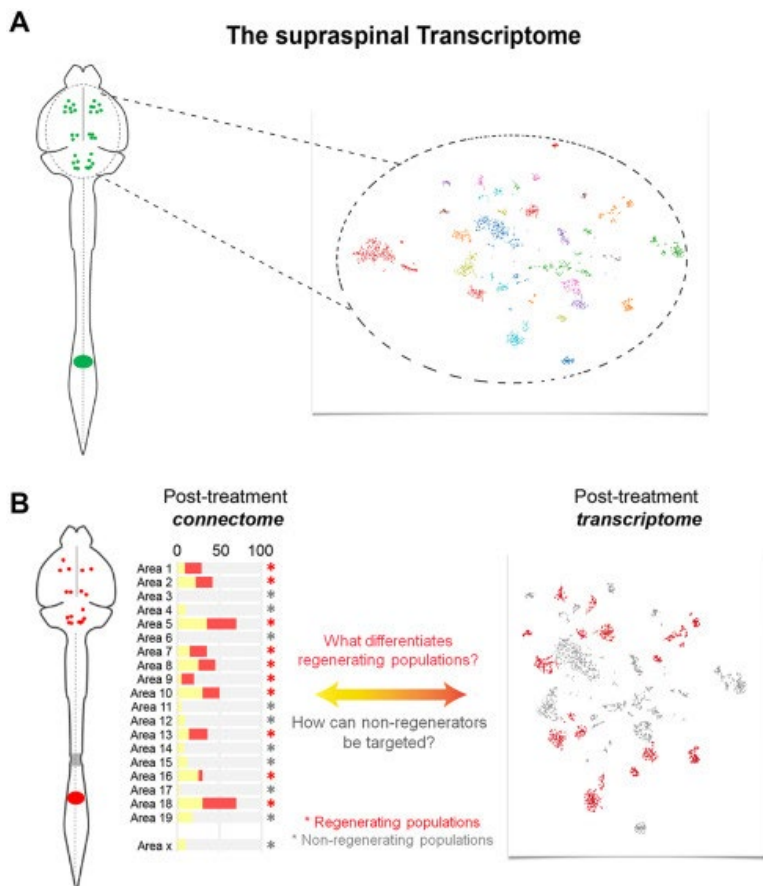 A
The supraspinal Transcriptome
B
Post-treatment
connectome
0 50 100
Area 1 *
Area 2 *
Area 3 *
Area 4 *
Area 5 *
Area 6 *
Area 7 *
Area 8 *
Area 9 *
Area 10 *
Area 11 *
Area 12 *
Area 13 *
Area 14 *
Area 15 *
Area 16 *
Area 17 *
Area 18 *
Area 19 *
Area x *
What differentiates
regenerating populations?
How can non-regenerators
be targeted?
* Regenerating populations
* Non-regenerating populations
Post-treatment
transcriptome